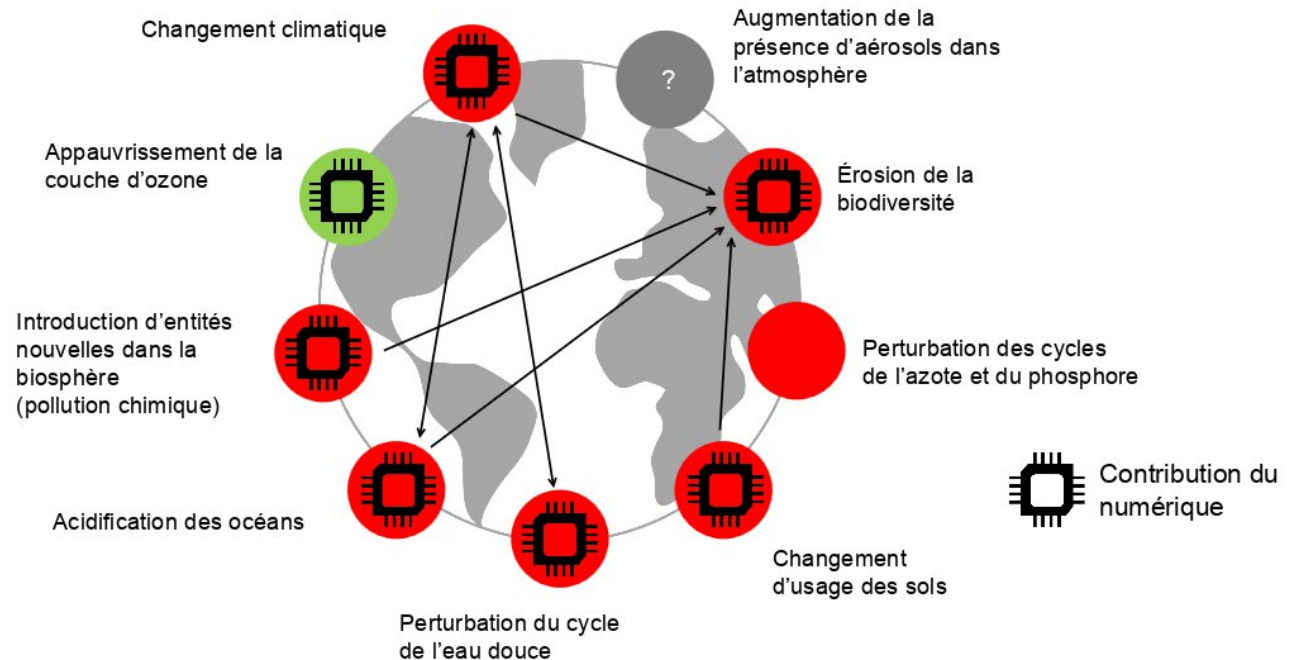 Changement climatique
Augmentation de la
présence d’aérosols dans
l’atmosphère
?
Appauvrissement de la
couche d’ozone
Érosion de la
biodiversité
Introduction d’entités
nouvelles dans la
biosphère
(pollution chimique)
Perturbation des cycles
de l’azote et du phosphore
Acidification des océans
Contribution du
numérique
Changement
d’usage des sols
Perturbation du cycle
de l’eau douce